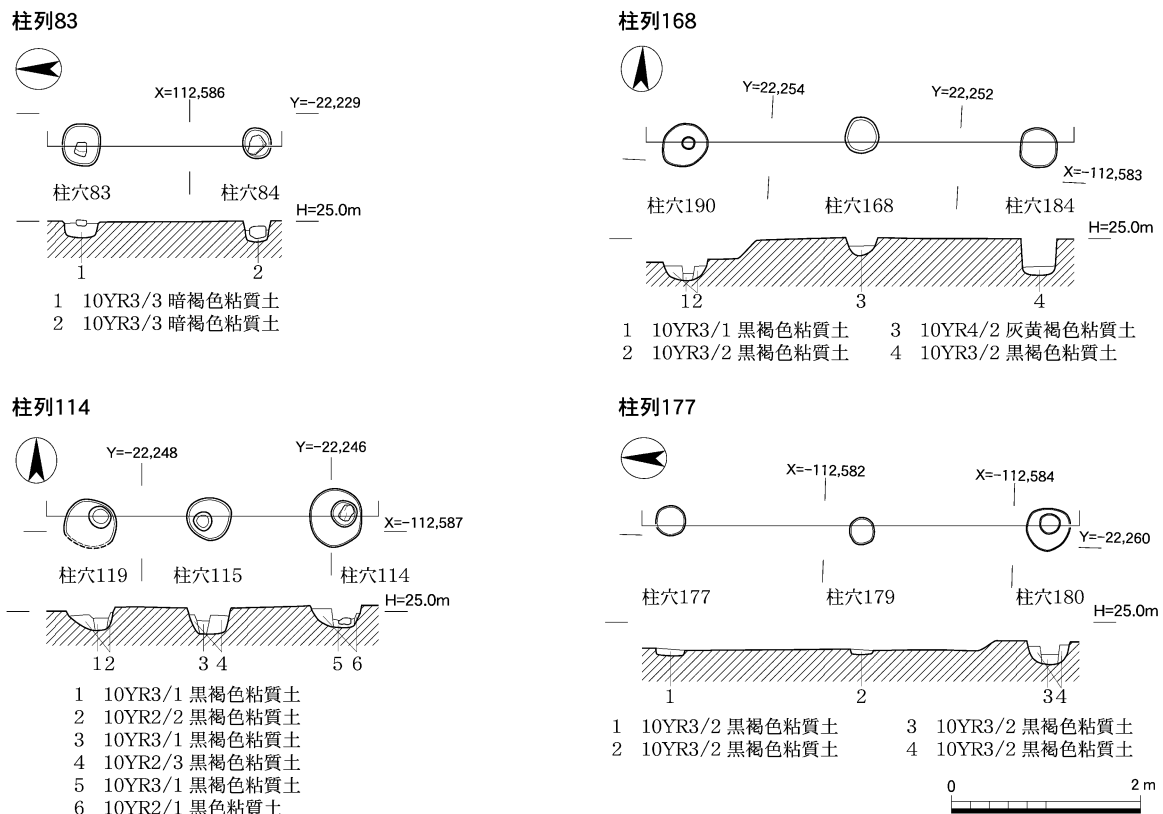 柱列83
X=112,586
Y=-22,229
柱穴83
柱穴84
H=25.0m
1
2
1 10YR3/3 暗褐色粘質土
2 10YR3/3 暗褐色粘質土
柱列168
Y=22,254
Y=22,252
X=-112,583
柱穴190
柱穴168
柱穴184
H=25.0m
12
3
4
1 10YR3/1 黒褐色粘質土
2 10YR3/2 黒褐色粘質土
3 10YR4/2 灰黄褐色粘質土
4 10YR3/2 黒褐色粘質土
柱列114
Y=-22,248
Y=-22,246
X=-112,587
柱穴119
柱穴115
柱穴114
H=25.0m
12
3 4
5 6
1 10YR3/1 黒褐色粘質土
2 10YR2/2 黒褐色粘質土
3 10YR3/1 黒褐色粘質土
4 10YR2/3 黒褐色粘質土
5 10YR3/1 黒褐色粘質土
6 10YR2/1 黒色粘質土
柱列177
X=-112,582
X=-112,584
Y=-22,260
柱穴177
柱穴179
柱穴180
H=25.0m
1
2
34
1 10YR3/2 黒褐色粘質土
2 10YR3/2 黒褐色粘質土
3 10YR3/2 黒褐色粘質土
4 10YR3/2 黒褐色粘質土
0
2 m